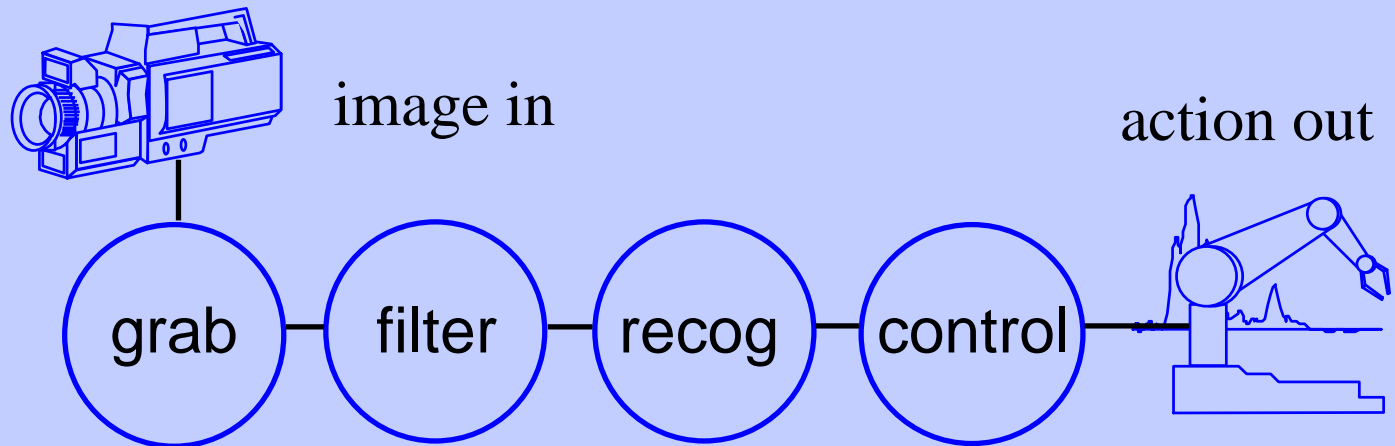 image in
action out
grab
filter
recog
control